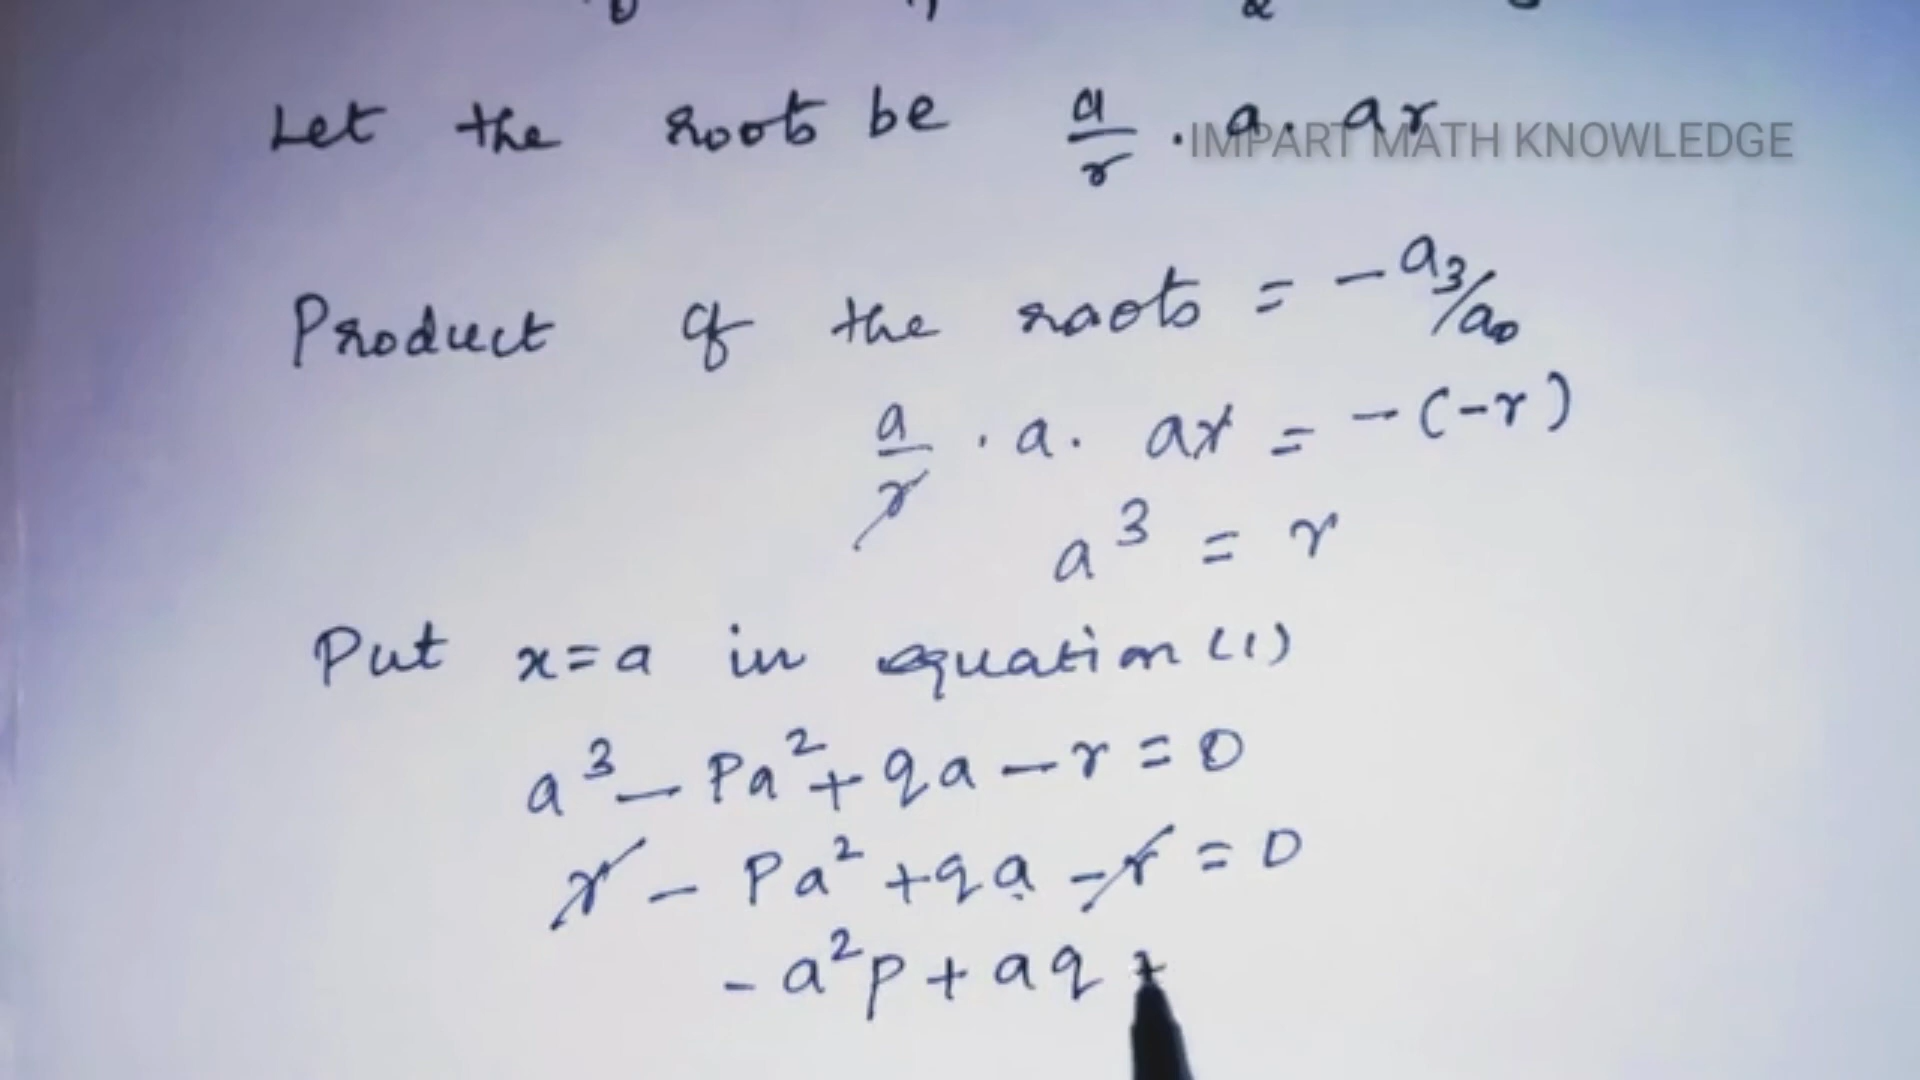 Let the roots be a/r . a . ar
IMPART MATH KNOWLEDGE
Product of the roots = -a₃/a₀
a/r . a . ar = -(-r)
a³ = r
Put x=a in equation (1)
a³ - Pa² + qa - r = 0
r - Pa² + qa - r = 0
- a²p + aq